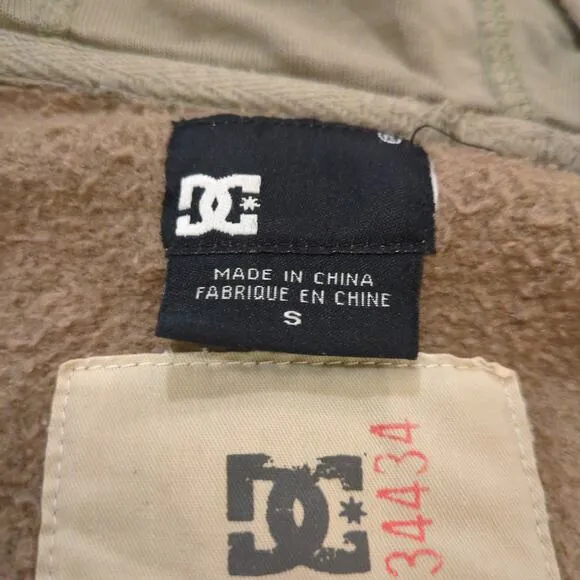 DC
MADE IN CHINA
FABRIQUE EN CHINE
S
DC
34434